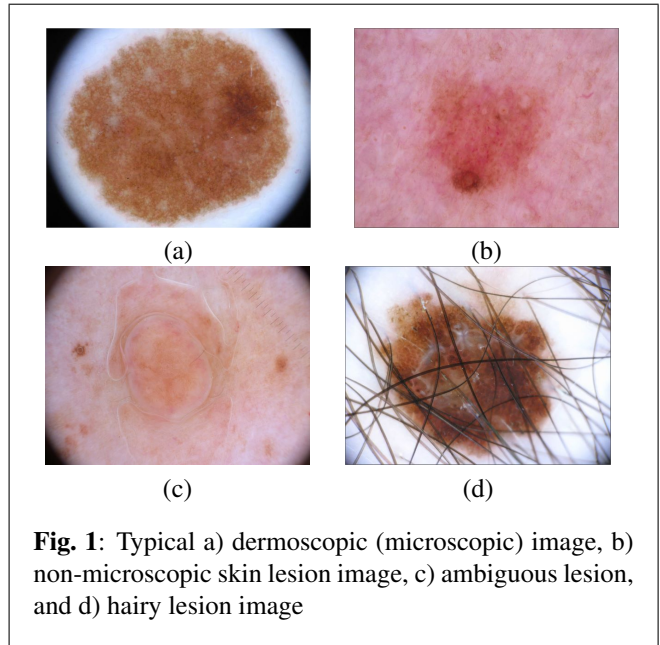 (a)
(b)
(c)
(d)
Fig. 1: Typical a) dermoscopic (microscopic) image, b)
non-microscopic skin lesion image, c) ambiguous lesion,
and d) hairy lesion image